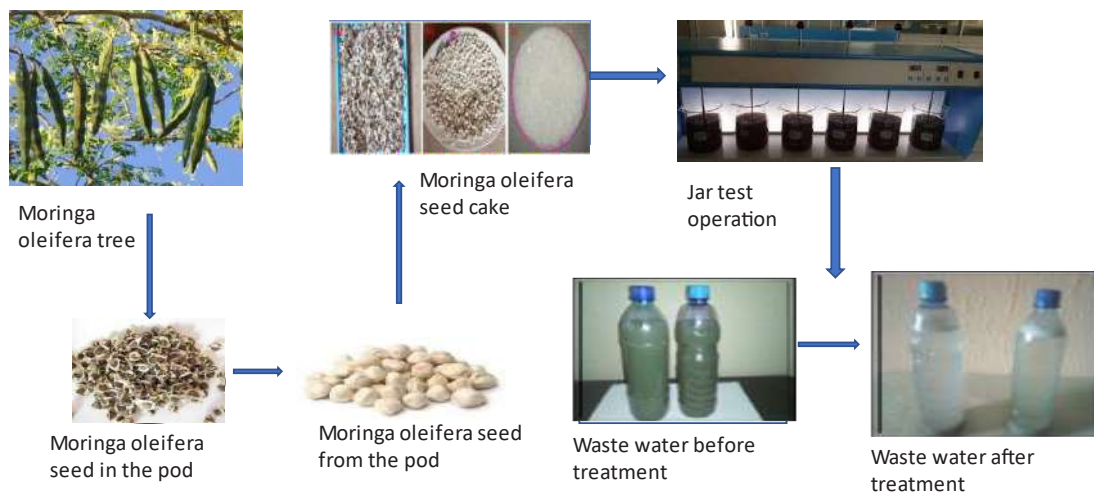 Moringa
oleifera tree
Moringa oleifera
seed in the pod
Moringa oleifera seed
from the pod
Moringa oleifera
seed cake
Jar test
operation
Waste water before
treatment
Waste water after
treatment